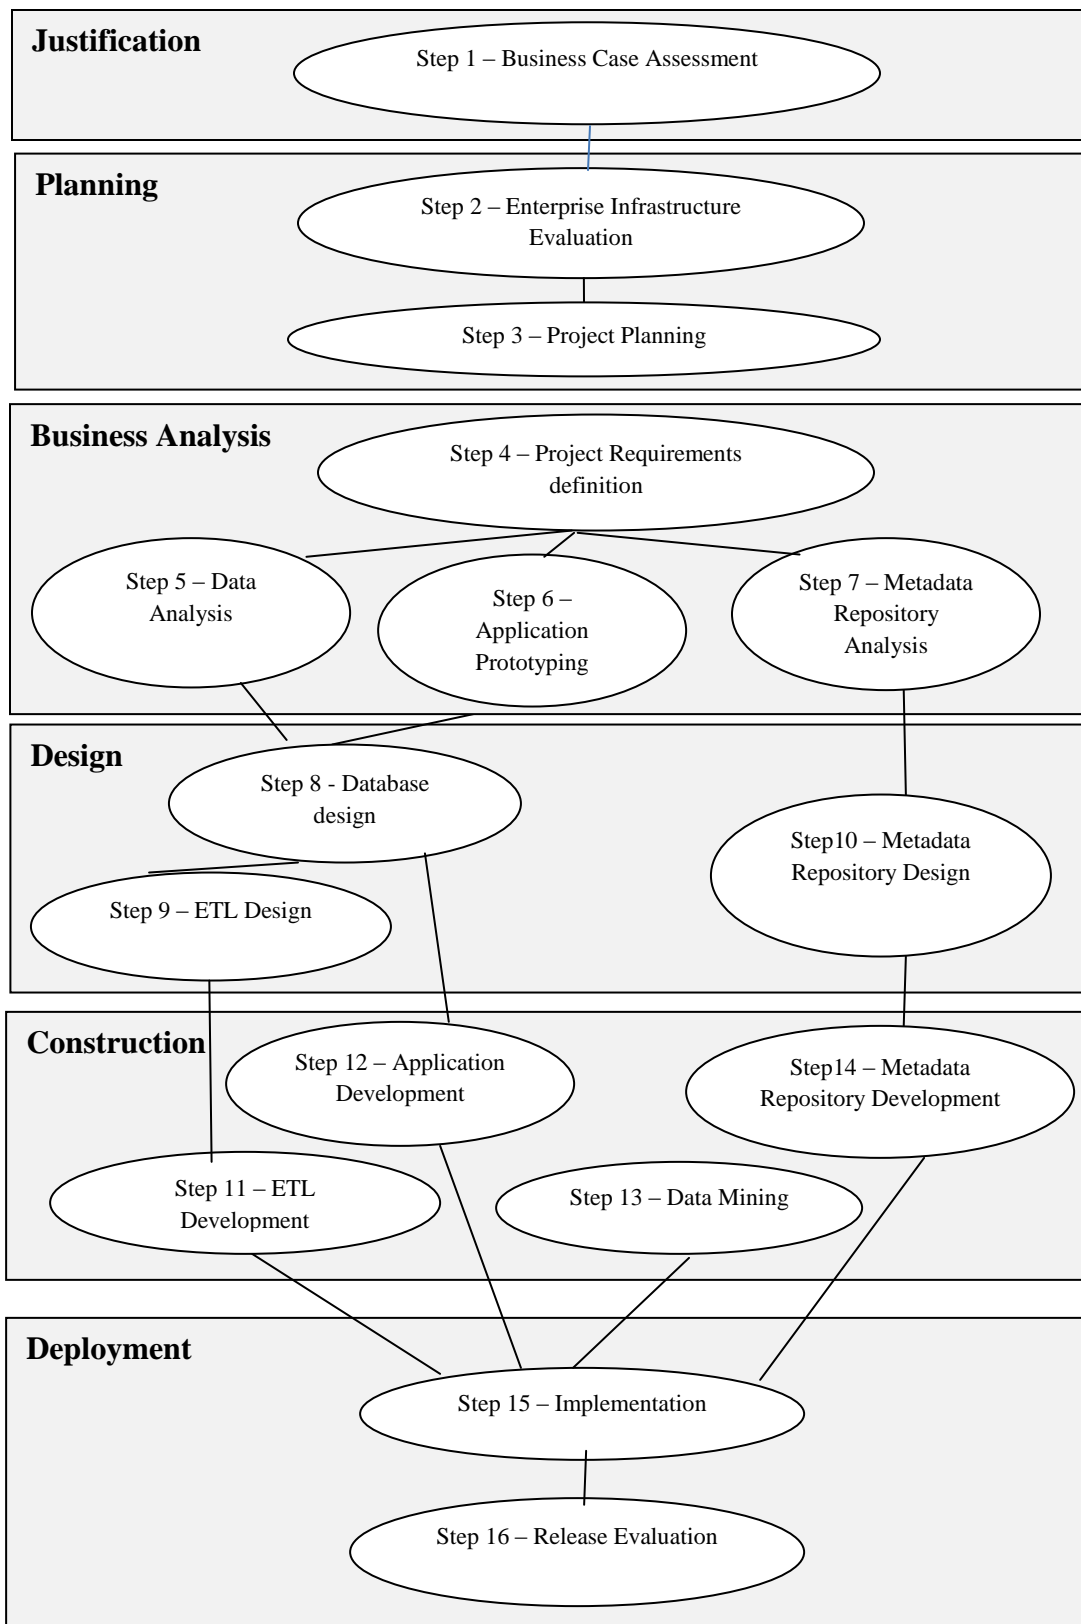 Justification
Step 1 – Business Case Assessment
Planning
Step 2 – Enterprise Infrastructure
Evaluation
Step 3 – Project Planning
Business Analysis
Step 4 – Project Requirements
definition
Step 5 – Data
Analysis
Step 6 –
Application
Prototyping
Step 7 – Metadata
Repository
Analysis
Design
Step 8 - Database
design
Step 9 – ETL Design
Step10 – Metadata
Repository Design
Construction
Step 12 – Application
Development
Step14 – Metadata
Repository Development
Step 11 – ETL
Development
Step 13 – Data Mining
Deployment
Step 15 – Implementation
Step 16 – Release Evaluation